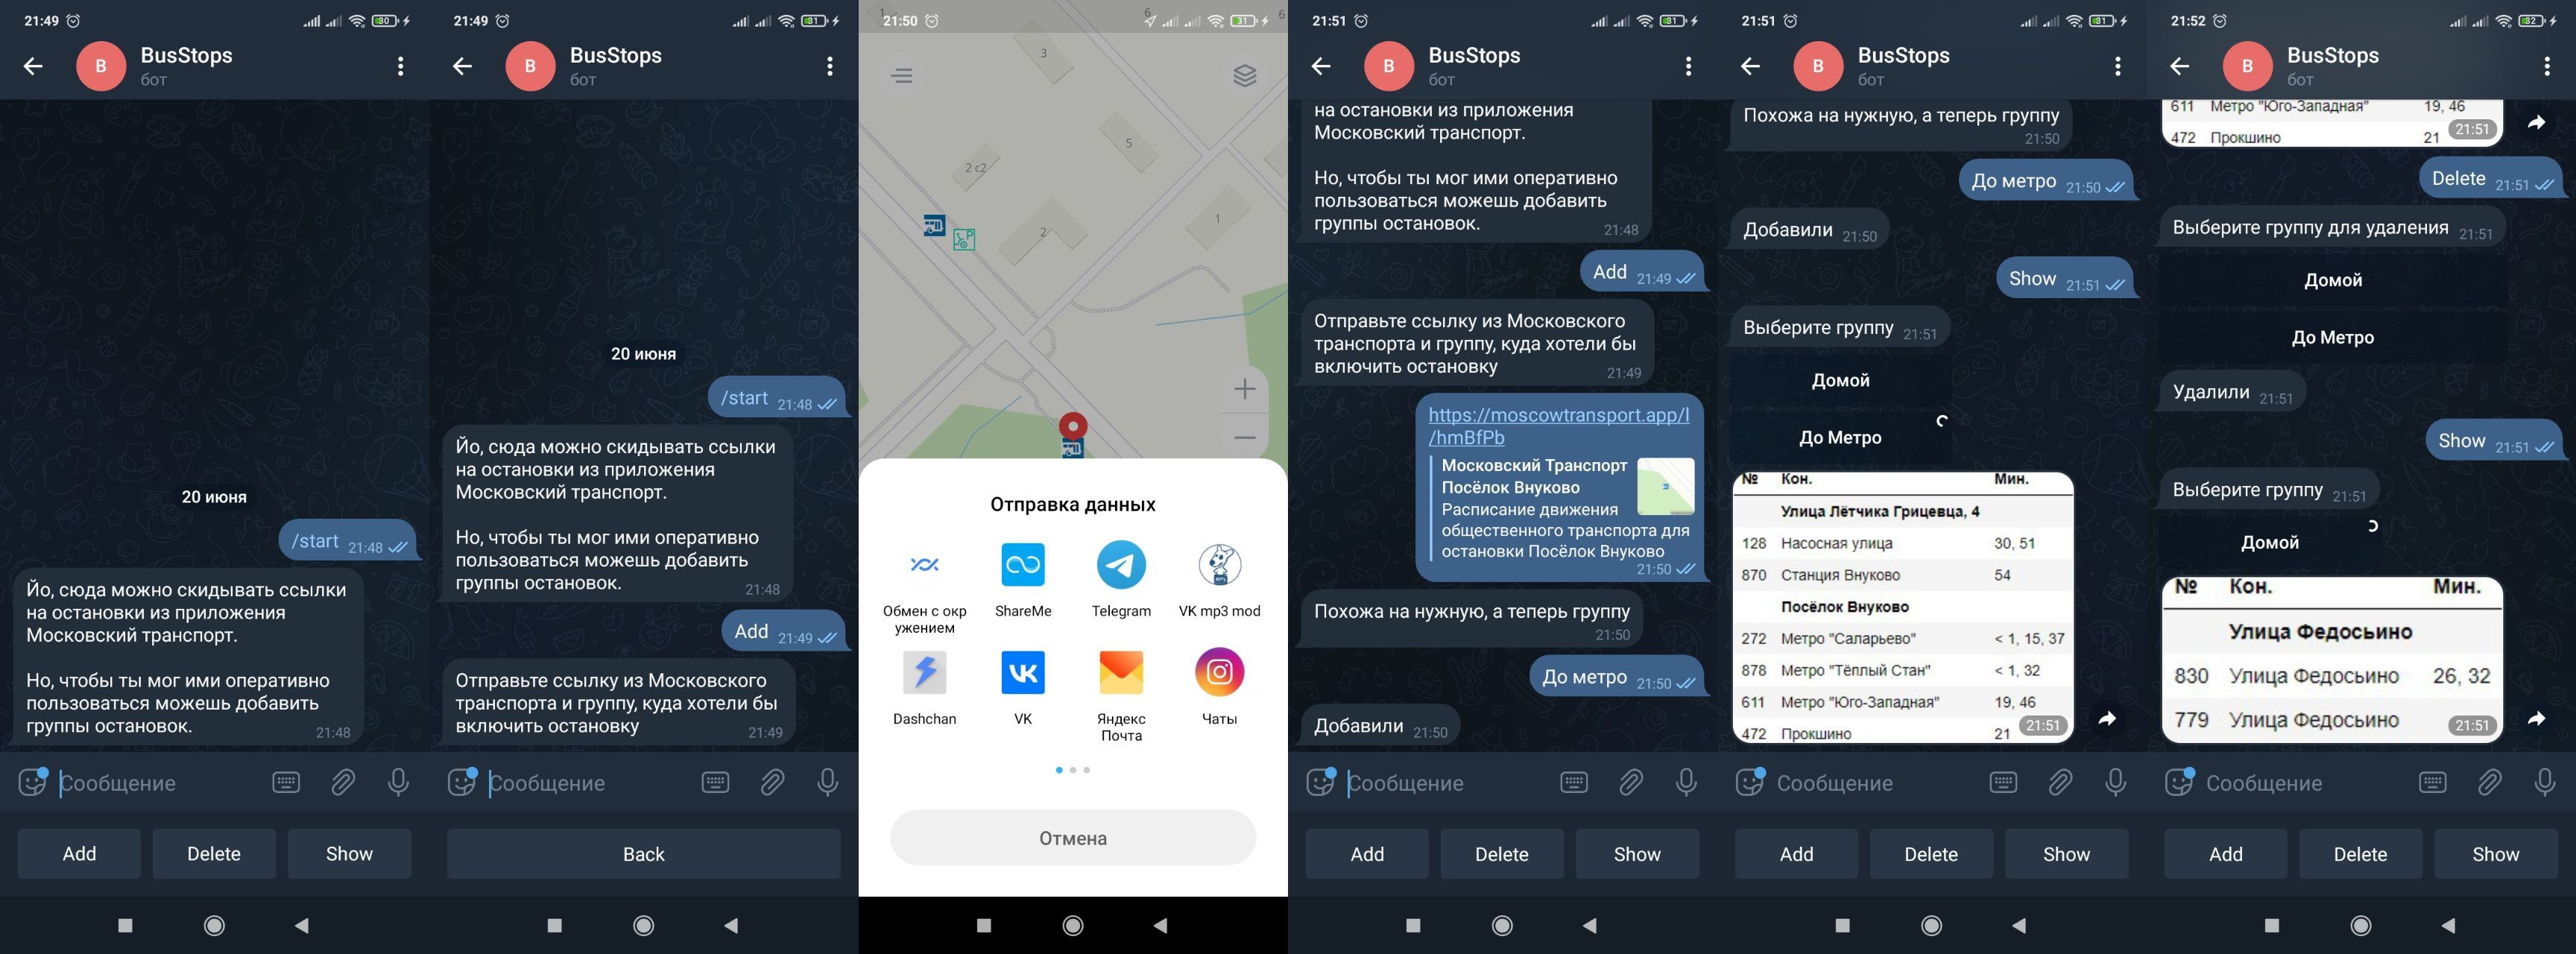 21:49
80
BusStops
бот
20 июня
/start 21:48
Йо, сюда можно скидывать ссылки
на остановки из приложения
Московский транспорт.
Но, чтобы ты мог ими оперативно
пользоваться можешь добавить
группы остановок. 21:48
Сообщение
Add
Delete
Show
21:49
81
BusStops
бот
20 июня
/start 21:48
Йо, сюда можно скидывать ссылки
на остановки из приложения
Московский транспорт.
Но, чтобы ты мог ими оперативно
пользоваться можешь добавить
группы остановок. 21:48
Add 21:49
Отправьте ссылку из Московского
транспорта и группу, куда хотели бы
включить остановку 21:49
Сообщение
Back
21:50
31
1
6
6
3
5
2 с2
2
1
Отправка данных
Обмен с окр
ужением
ShareMe
Telegram
VK mp3 mod
Dashchan
VK
Яндекс
Почта
Чаты
Отмена
21:51
81
BusStops
бот
на остановки из приложения
Московский транспорт.
Но, чтобы ты мог ими оперативно
пользоваться можешь добавить
группы остановок. 21:48
Add 21:49
Отправьте ссылку из Московского
транспорта и группу, куда хотели бы
включить остановку 21:49
https://moscowtransport.app/l
/hmBfPb
Московский Транспорт
Посёлок Внуково
Расписание движения
общественного транспорта для
остановки Посёлок Внуково
21:50
Похожа на нужную, а теперь группу
21:50
До метро 21:50
Добавили 21:50
Сообщение
Add
Delete
Show
21:51
81
BusStops
бот
Похожа на нужную, а теперь группу
21:50
До метро 21:50
Добавили 21:50
Show 21:51
Выберите группу 21:51
Домой
До Метро
№ Кон. Мин.
Улица Лётчика Грицевца, 4
128 Насосная улица 30, 51
870 Станция Внуково 54
Посёлок Внуково
272 Метро "Саларьево" < 1, 15, 37
878 Метро "Тёплый Стан" < 1, 32
611 Метро "Юго-Западная" 19, 46
472 Прокшино 21
21:51
Сообщение
Add
Delete
Show
21:52
82
BusStops
бот
611 Метро "Юго-Западная" 19, 46
472 Прокшино 21
21:51
Delete 21:51
Выберите группу для удаления 21:51
Домой
До Метро
Удалили 21:51
Show 21:51
Выберите группу 21:51
Домой
№ Кон. Мин.
Улица Федосьино
830 Улица Федосьино 26, 32
779 Улица Федосьино
21:51
Сообщение
Add
Delete
Show